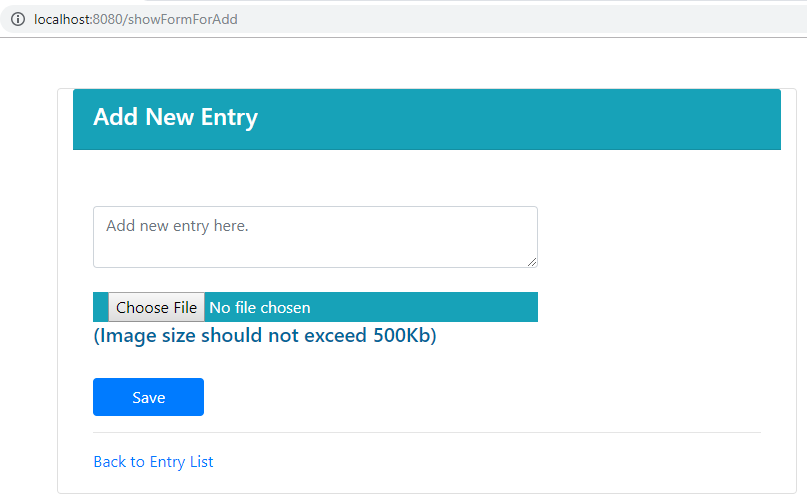 localhost:8080/showFormForAdd
Add New Entry
Add new entry here.
Choose File No file chosen
(Image size should not exceed 500Kb)
Save
Back to Entry List